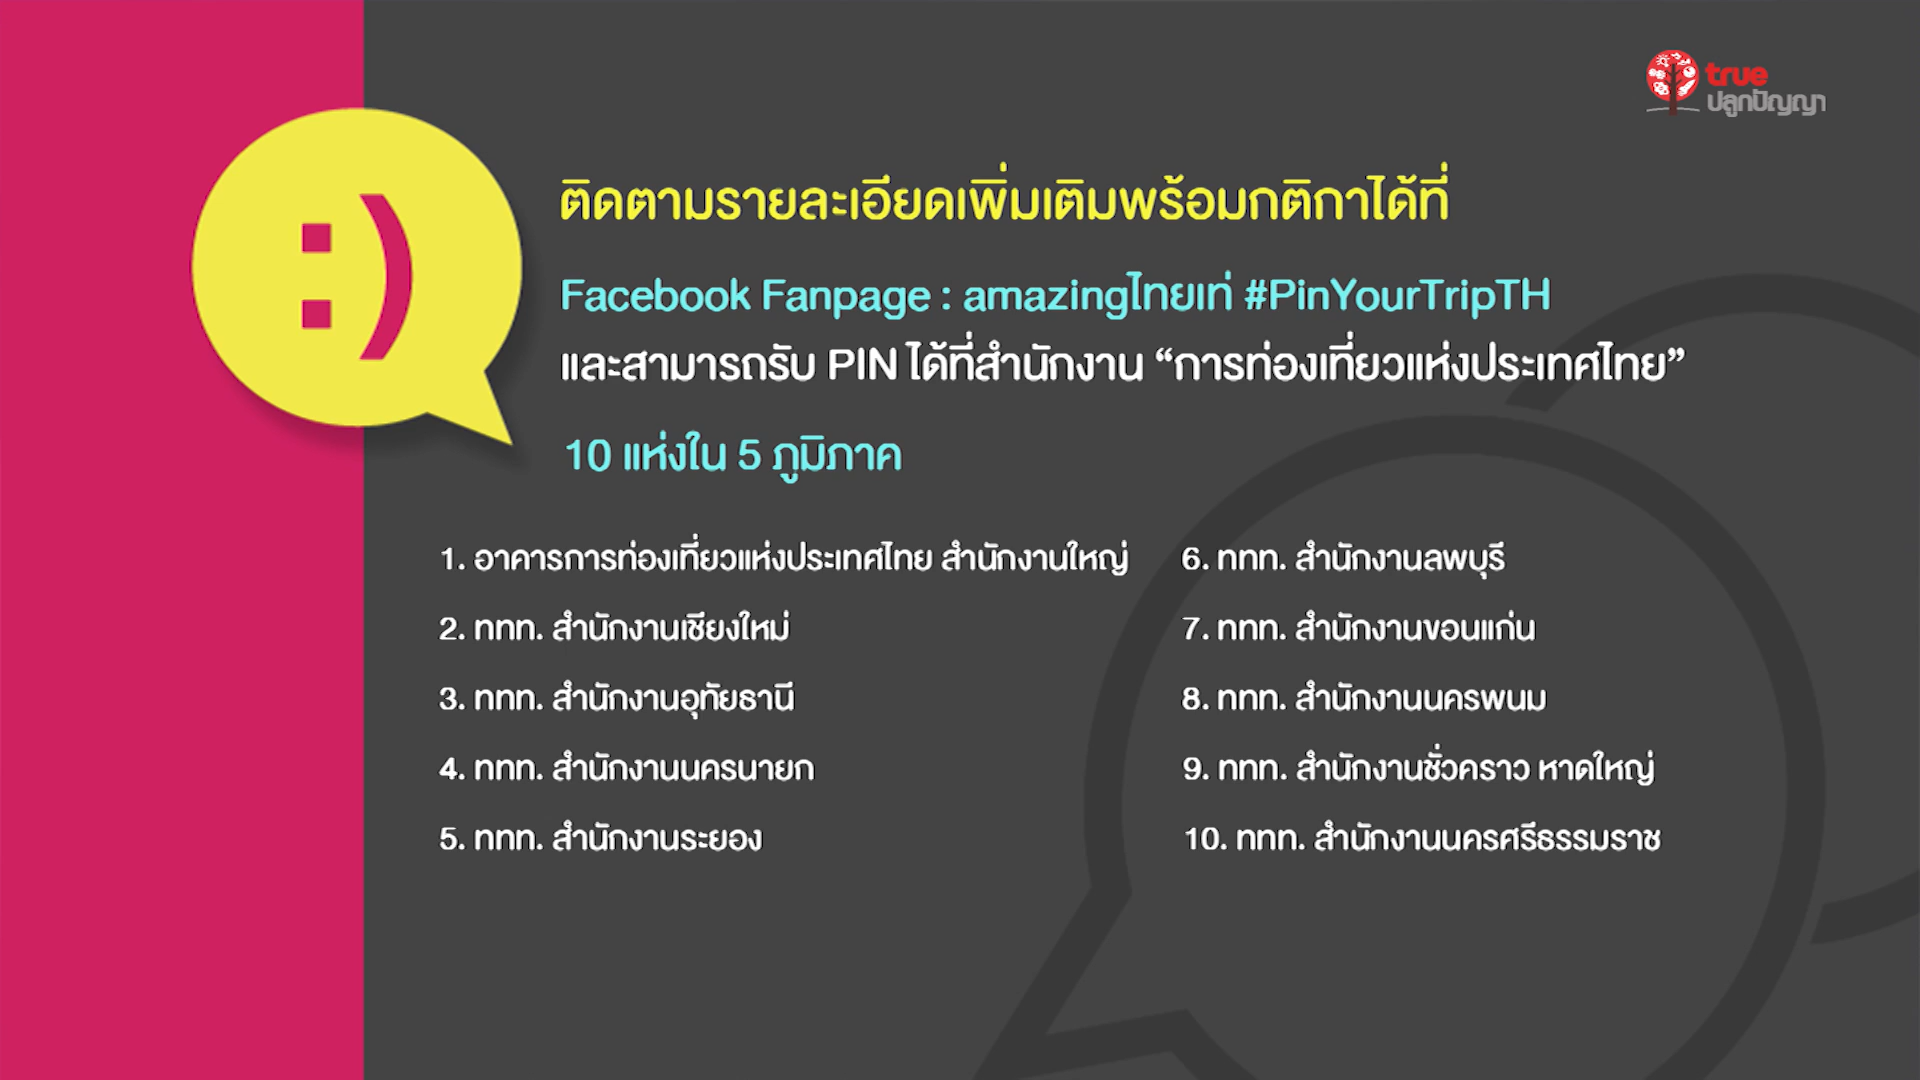 true
ปลูกปัญญา
:)
ติดตามรายละเอียดเพิ่มเติมพร้อมกติกาได้ที่
Facebook Fanpage : amazingไทยเท่ #PinYourTripTH
และสามารถรับ PIN ได้ที่สำนักงาน “การท่องเที่ยวแห่งประเทศไทย”
10 แห่งใน 5 ภูมิภาค
1. อาคารการท่องเที่ยวแห่งประเทศไทย สำนักงานใหญ่
2. ททท. สำนักงานเชียงใหม่
3. ททท. สำนักงานอุทัยธานี
4. ททท. สำนักงานนครนายก
5. ททท. สำนักงานระยอง
6. ททท. สำนักงานลพบุรี
7. ททท. สำนักงานขอนแก่น
8. ททท. สำนักงานนครพนม
9. ททท. สำนักงานชั่วคราว หาดใหญ่
10. ททท. สำนักงานนครศรีธรรมราช